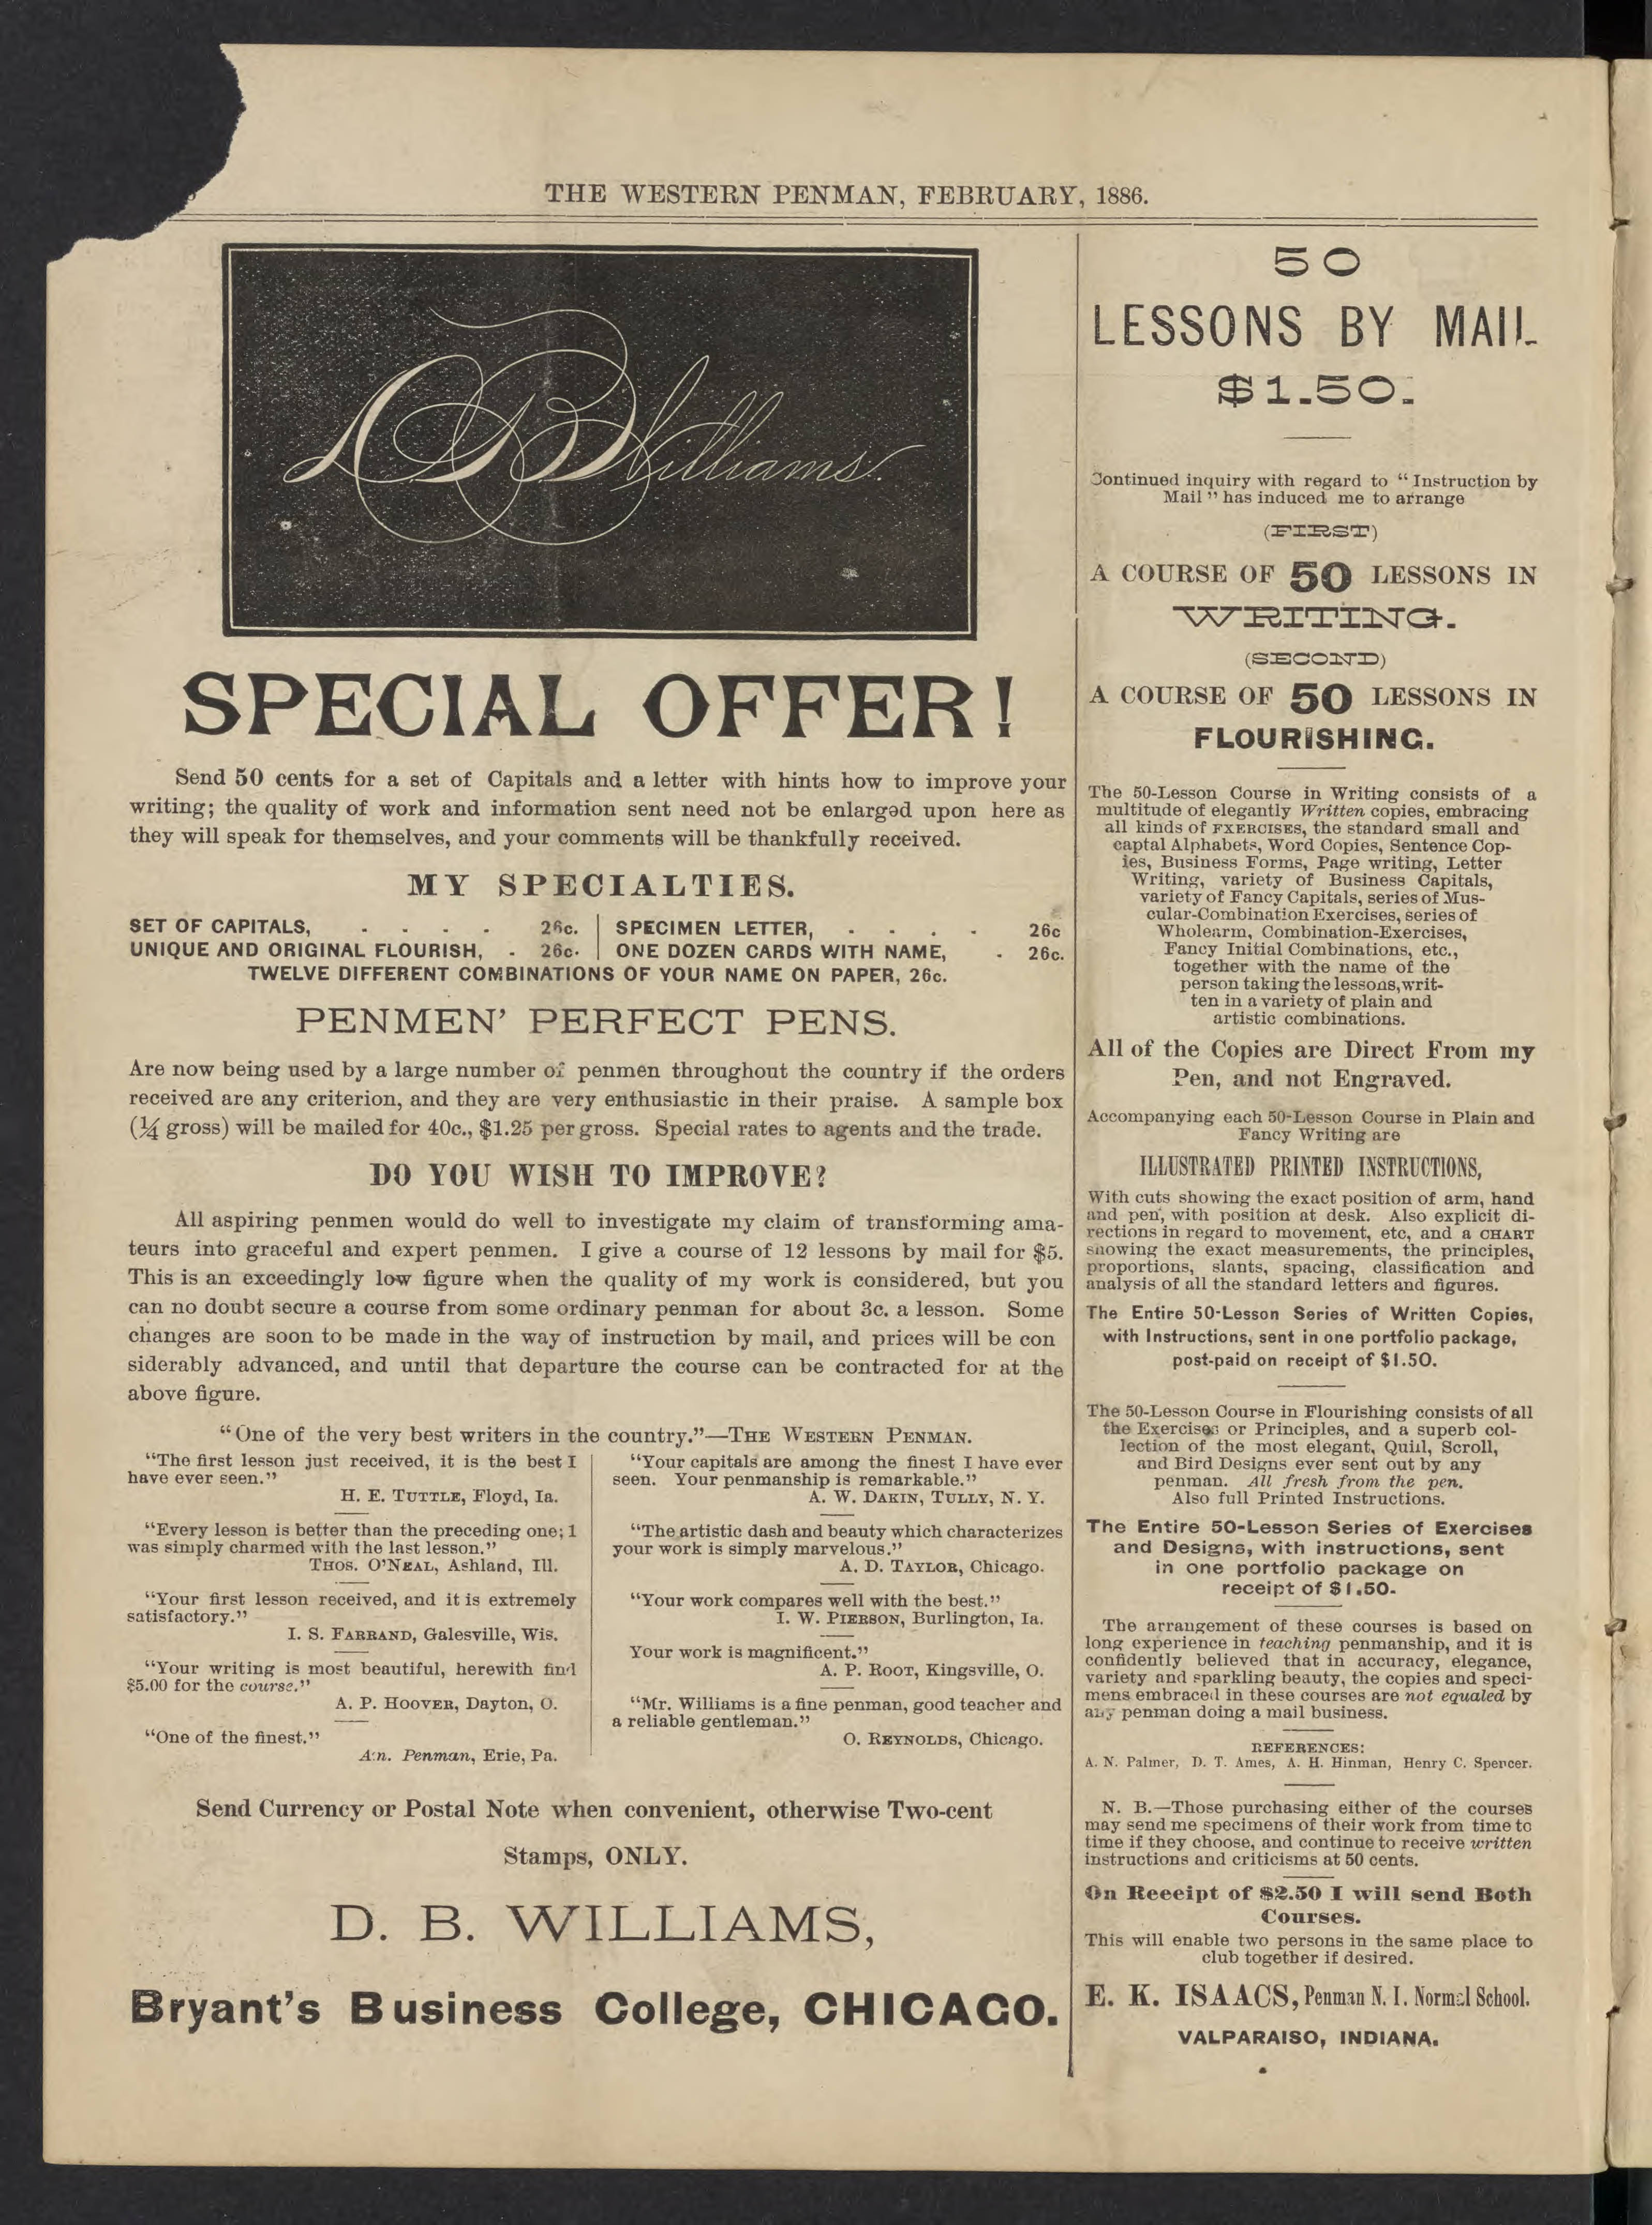 THE WESTERN PENMAN, FEBRUARY, 1886.
D B Williams.
SPECIAL OFFER!
Send 50 cents for a set of Capitals and a letter with hints how to improve your
writing; the quality of work and information sent need not be enlarged upon here as
they will speak for themselves, and your comments will be thankfully received.
MY SPECIALTIES.
SET OF CAPITALS, - - - - 26c.
UNIQUE AND ORIGINAL FLOURISH, - 26c.
SPECIMEN LETTER, - - - - 26c
ONE DOZEN CARDS WITH NAME, - 26c.
TWELVE DIFFERENT COMBINATIONS OF YOUR NAME ON PAPER, 26c.
PENMEN' PERFECT PENS.
Are now being used by a large number of penmen throughout the country if the orders
received are any criterion, and they are very enthusiastic in their praise. A sample box
(¼ gross) will be mailed for 40c., $1.25 per gross. Special rates to agents and the trade.
DO YOU WISH TO IMPROVE?
All aspiring penmen would do well to investigate my claim of transforming ama-
teurs into graceful and expert penmen. I give a course of 12 lessons by mail for $5.
This is an exceedingly low figure when the quality of my work is considered, but you
can no doubt secure a course from some ordinary penman for about 3c. a lesson. Some
changes are soon to be made in the way of instruction by mail, and prices will be con
siderably advanced, and until that departure the course can be contracted for at the
above figure.
"One of the very best writers in the country."—THE WESTERN PENMAN.
"The first lesson just received, it is the best I
have ever seen."
H. E. TUTTLE, Floyd, Ia.
"Every lesson is better than the preceding one; 1
was simply charmed with the last lesson."
THOS. O'NEAL, Ashland, Ill.
"Your first lesson received, and it is extremely
satisfactory."
I. S. FARRAND, Galesville, Wis.
"Your writing is most beautiful, herewith find
$5.00 for the course."
A. P. HOOVER, Dayton, O.
"One of the finest."
Am. Penman, Erie, Pa.
"Your capitals are among the finest I have ever
seen. Your penmanship is remarkable."
A. W. DAKIN, TULLY, N. Y.
"The artistic dash and beauty which characterizes
your work is simply marvelous."
A. D. TAYLOR, Chicago.
"Your work compares well with the best."
I. W. PIERSON, Burlington, Ia.
Your work is magnificent."
A. P. ROOT, Kingsville, O.
"Mr. Williams is a fine penman, good teacher and
a reliable gentleman."
O. REYNOLDS, Chicago.
Send Currency or Postal Note when convenient, otherwise Two-cent
Stamps, ONLY.
D. B. WILLIAMS,
Bryant's Business College, CHICAGO.
50
LESSONS BY MAIL
$1.50.
Continued inquiry with regard to "Instruction by
Mail" has induced me to arrange
(FIRST)
A COURSE OF 50 LESSONS IN
WRITING.
(SECOND)
A COURSE OF 50 LESSONS IN
FLOURISHING.
The 50-Lesson Course in Writing consists of a
multitude of elegantly Written copies, embracing
all kinds of FXERCISES, the standard small and
captal Alphabets, Word Copies, Sentence Cop-
ies, Business Forms, Page writing, Letter
Writing, variety of Business Capitals,
variety of Fancy Capitals, series of Mus-
cular-Combination Exercises, series of
Wholearm, Combination-Exercises,
Fancy Initial Combinations, etc.,
together with the name of the
person taking the lessons, writ-
ten in a variety of plain and
artistic combinations.
All of the Copies are Direct From my
Pen, and not Engraved.
Accompanying each 50-Lesson Course in Plain and
Fancy Writing are
ILLUSTRATED PRINTED INSTRUCTIONS,
With cuts showing the exact position of arm, hand
and pen, with position at desk. Also explicit di-
rections in regard to movement, etc, and a CHART
showing the exact measurements, the principles,
proportions, slants, spacing, classification and
analysis of all the standard letters and figures.
The Entire 50-Lesson Series of Written Copies,
with Instructions, sent in one portfolio package,
post-paid on receipt of $1.50.
The 50-Lesson Course in Flourishing consists of all
the Exercises or Principles, and a superb col-
lection of the most elegant, Quill, Scroll,
and Bird Designs ever sent out by any
penman. All fresh from the pen.
Also full Printed Instructions.
The Entire 50-Lesson Series of Exercises
and Designs, with instructions, sent
in one portfolio package on
receipt of $1.50.
The arrangement of these courses is based on
long experience in teaching penmanship, and it is
confidently believed that in accuracy, elegance,
variety and sparkling beauty, the copies and speci-
mens embraced in these courses are not equaled by
any penman doing a mail business.
REFERENCES:
A. N. Palmer, D. T. Ames, A. H. Hinman, Henry C. Spencer.
N. B.—Those purchasing either of the courses
may send me specimens of their work from time to
time if they choose, and continue to receive written
instructions and criticisms at 50 cents.
On Reeeipt of $2.50 I will send Both
Courses.
This will enable two persons in the same place to
club together if desired.
E. K. ISAACS, Penman N. I. Normal School.
VALPARAISO, INDIANA.